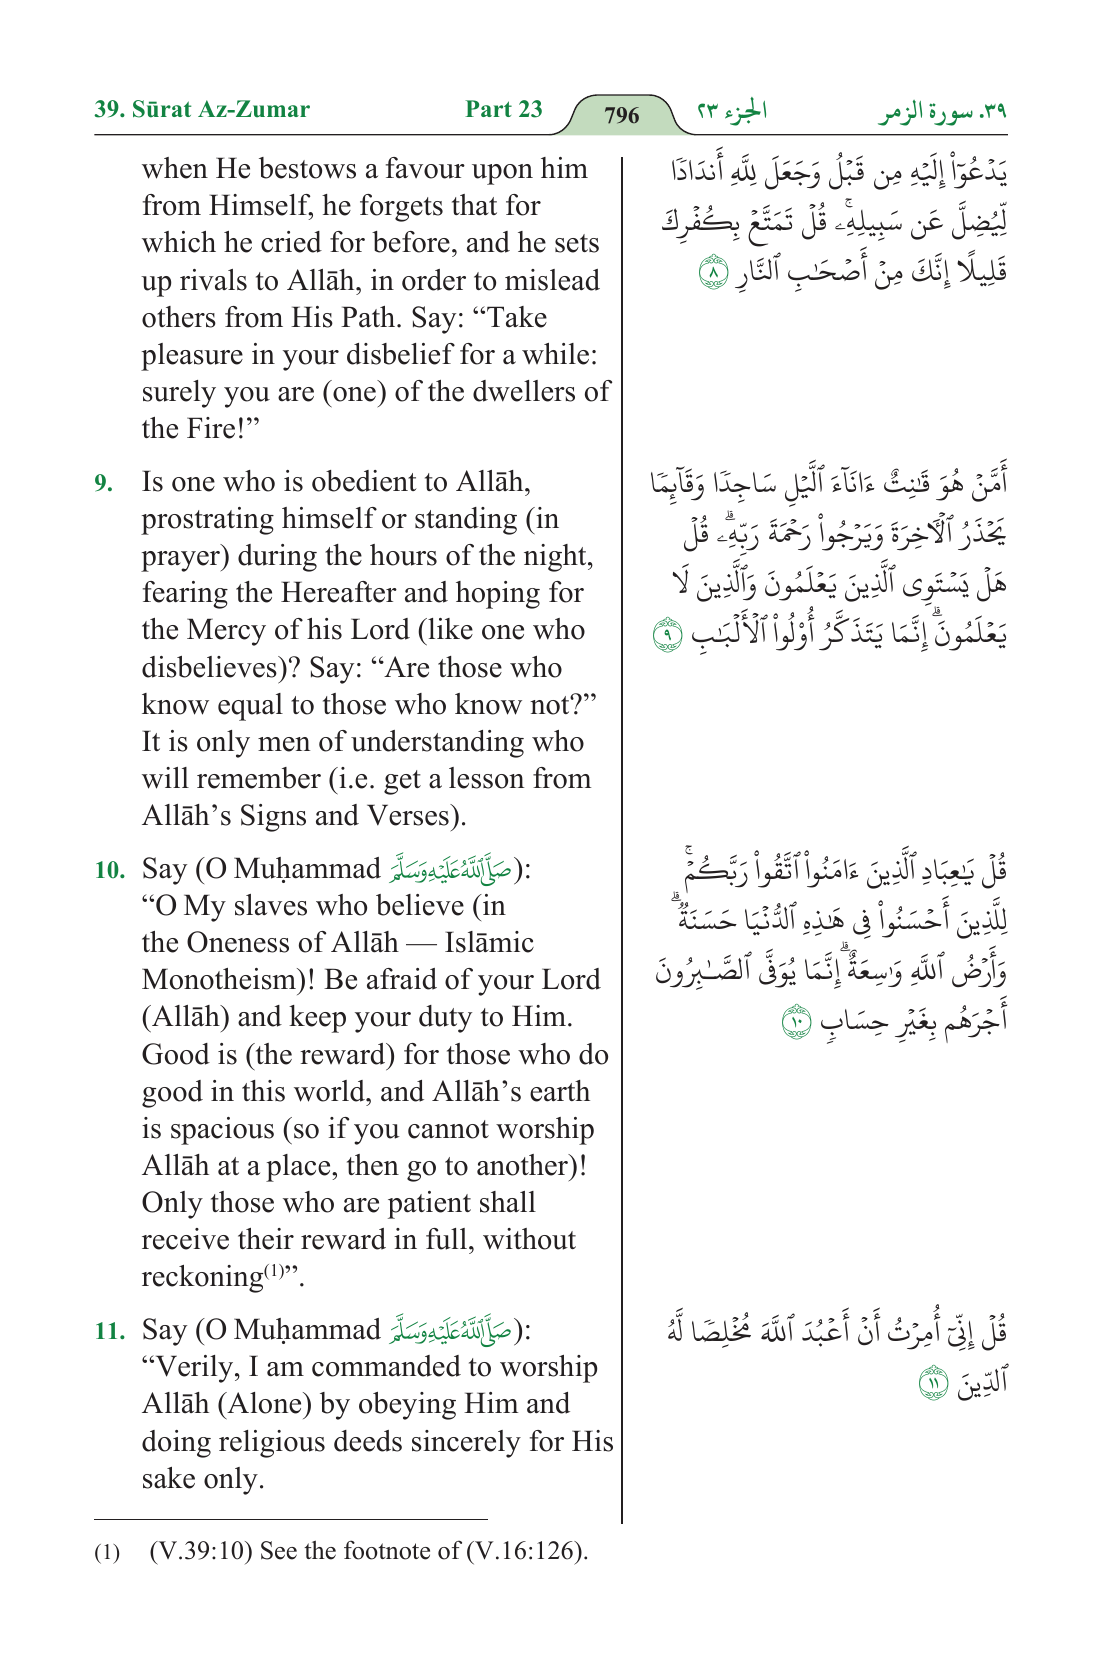 39. Sūrat Az-Zumar Part 23 796 الجزء ٢٣ ٣٩. سورة الزمر
when He bestows a favour upon him
from Himself, he forgets that for
which he cried for before, and he sets
up rivals to Allāh, in order to mislead
others from His Path. Say: “Take
pleasure in your disbelief for a while:
surely you are (one) of the dwellers of
the Fire!”
9. Is one who is obedient to Allāh,
prostrating himself or standing (in
prayer) during the hours of the night,
fearing the Hereafter and hoping for
the Mercy of his Lord (like one who
disbelieves)? Say: “Are those who
know equal to those who know not?”
It is only men of understanding who
will remember (i.e. get a lesson from
Allāh’s Signs and Verses).
10. Say (O Muḥammad صَلَّى ٱللَّهُ عَلَيْهِ وَسَلَّمَ):
“O My slaves who believe (in
the Oneness of Allāh — Islāmic
Monotheism)! Be afraid of your Lord
(Allāh) and keep your duty to Him.
Good is (the reward) for those who do
good in this world, and Allāh’s earth
is spacious (so if you cannot worship
Allāh at a place, then go to another)!
Only those who are patient shall
receive their reward in full, without
reckoning(1)”.
11. Say (O Muḥammad صَلَّى ٱللَّهُ عَلَيْهِ وَسَلَّمَ):
“Verily, I am commanded to worship
Allāh (Alone) by obeying Him and
doing religious deeds sincerely for His
sake only.
يَدْعُوٓا۟ إِلَيْهِ مِن قَبْلُ وَجَعَلَ لِلَّهِ أَندَادًا
لِّيُضِلَّ عَن سَبِيلِهِۦۚ قُلْ تَمَتَّعْ بِكُفْرِكَ
قَلِيلًا إِنَّكَ مِنْ أَصْحَٰبِ ٱلنَّارِ ٨
أَمَّنْ هُوَ قَٰنِتٌ ءَانَآءَ ٱلَّيْلِ سَاجِدًا وَقَآئِمًا
يَحْذَرُ ٱلْأَخِرَةَ وَيَرْجُوا۟ رَحْمَةَ رَبِّهِۦۗ قُلْ
هَلْ يَسْتَوِى ٱلَّذِينَ يَعْلَمُونَ وَٱلَّذِينَ لَا
يَعْلَمُونَۗ إِنَّمَا يَتَذَكَّرُ أُو۟لُوا۟ ٱلْأَلْبَٰبِ ٩
قُلْ يَٰعِبَادِ ٱلَّذِينَ ءَامَنُوا۟ ٱتَّقُوا۟ رَبَّكُمْۚ
لِلَّذِينَ أَحْسَنُوا۟ فِى هَٰذِهِ ٱلدُّنْيَا حَسَنَةٌۗ
وَأَرْضُ ٱللَّهِ وَٰسِعَةٌۗ إِنَّمَا يُوَفَّى ٱلصَّٰبِرُونَ
أَجْرَهُم بِغَيْرِ حِسَابٍ ١٠
قُلْ إِنِّىٓ أُمِرْتُ أَنْ أَعْبُدَ ٱللَّهَ مُخْلِصًا لَّهُ
ٱلدِّينَ ١١
(1) (V.39:10) See the footnote of (V.16:126).